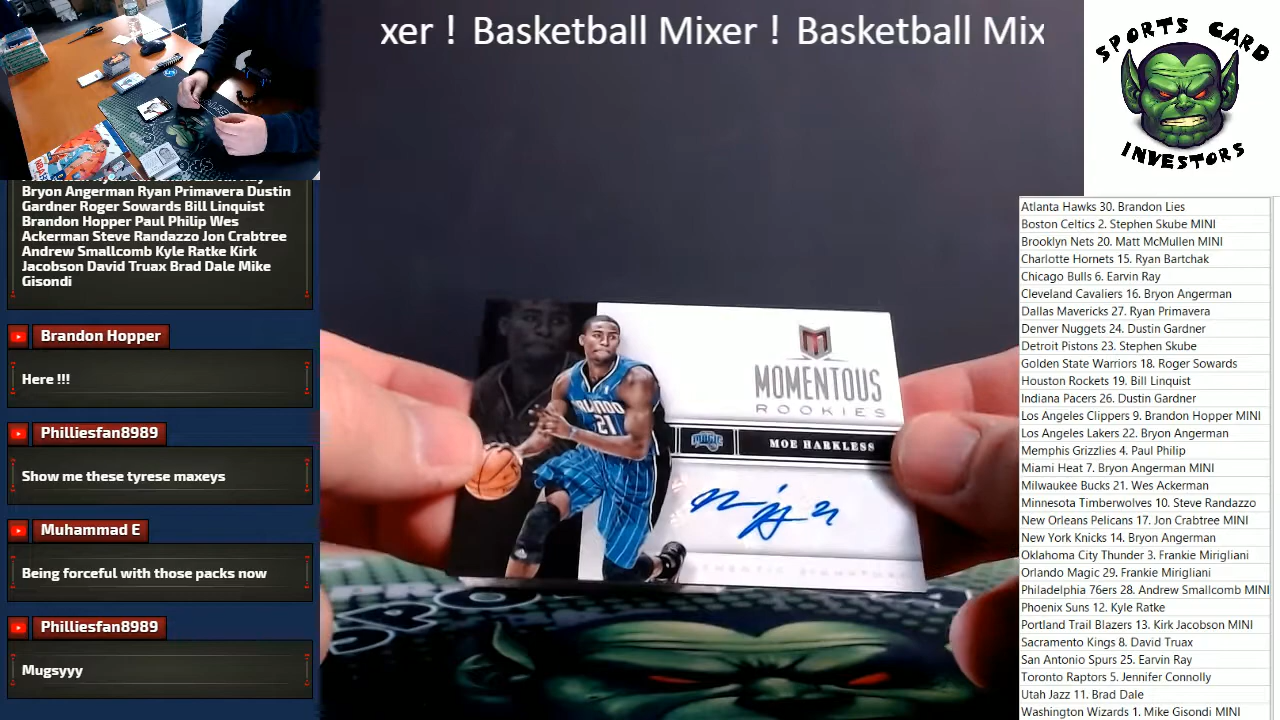 xer ! Basketball Mixer ! Basketball Mix
SPORTS CARD
INVESTORS
Bryon Angerman Ryan Primavera Dustin
Gardner Roger Sowards Bill Linquist
Brandon Hopper Paul Philip Wes
Ackerman Steve Randazzo Jon Crabtree
Andrew Smallcomb Kyle Ratke Kirk
Jacobson David Truax Brad Dale Mike
Gisondi
Brandon Hopper
Here !!!
Philliesfan8989
Show me these tyrese maxeys
Muhammad E
Being forceful with those packs now
Philliesfan8989
Mugsyyy
M
MOMENTOUS
ROOKIES
MAGIC
MOE HARKLESS
ORLANDO
21
Atlanta Hawks 30. Brandon Lies
Boston Celtics 2. Stephen Skube MINI
Brooklyn Nets 20. Matt McMullen MINI
Charlotte Hornets 15. Ryan Bartchak
Chicago Bulls 6. Earvin Ray
Cleveland Cavaliers 16. Bryon Angerman
Dallas Mavericks 27. Ryan Primavera
Denver Nuggets 24. Dustin Gardner
Detroit Pistons 23. Stephen Skube
Golden State Warriors 18. Roger Sowards
Houston Rockets 19. Bill Linquist
Indiana Pacers 26. Dustin Gardner
Los Angeles Clippers 9. Brandon Hopper MINI
Los Angeles Lakers 22. Bryon Angerman
Memphis Grizzlies 4. Paul Philip
Miami Heat 7. Bryon Angerman MINI
Milwaukee Bucks 21. Wes Ackerman
Minnesota Timberwolves 10. Steve Randazzo
New Orleans Pelicans 17. Jon Crabtree MINI
New York Knicks 14. Bryon Angerman
Oklahoma City Thunder 3. Frankie Mirigliani
Orlando Magic 29. Frankie Mirigliani
Philadelphia 76ers 28. Andrew Smallcomb MINI
Phoenix Suns 12. Kyle Ratke
Portland Trail Blazers 13. Kirk Jacobson MINI
Sacramento Kings 8. David Truax
San Antonio Spurs 25. Earvin Ray
Toronto Raptors 5. Jennifer Connolly
Utah Jazz 11. Brad Dale
Washington Wizards 1. Mike Gisondi MINI